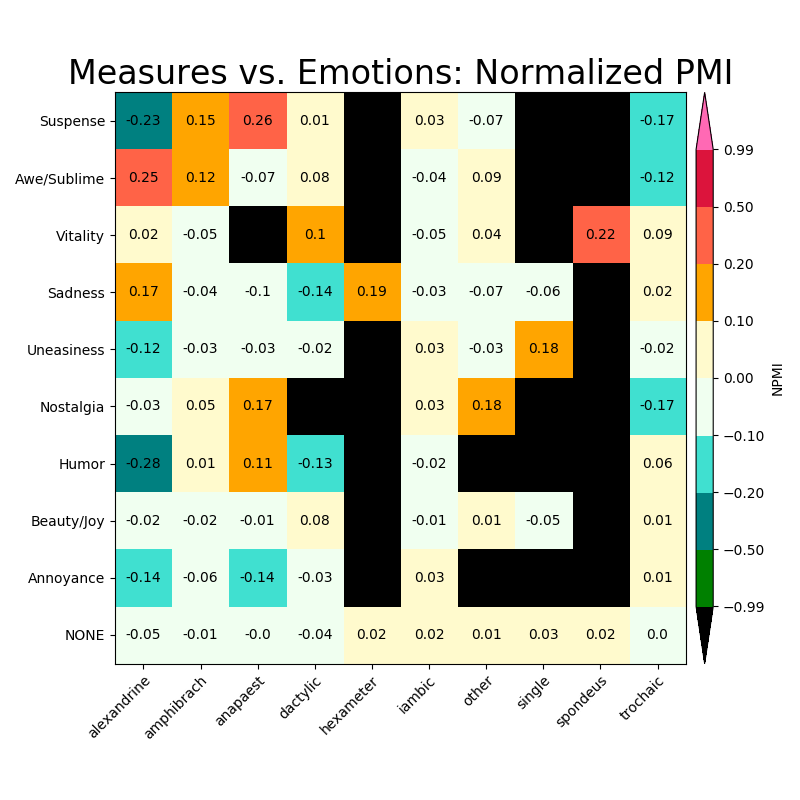 Measures vs. Emotions: Normalized PMI
Suspense -0.23 0.15 0.26 0.01 0.03 -0.07 -0.17
Awe/Sublime 0.25 0.12 -0.07 0.08 -0.04 0.09 -0.12
Vitality 0.02 -0.05 0.1 -0.05 0.04 0.22 0.09
Sadness 0.17 -0.04 -0.1 -0.14 0.19 -0.03 -0.07 -0.06 0.02
Uneasiness -0.12 -0.03 -0.03 -0.02 0.03 -0.03 0.18 -0.02
Nostalgia -0.03 0.05 0.17 0.03 0.18 -0.17
Humor -0.28 0.01 0.11 -0.13 -0.02 0.06
Beauty/Joy -0.02 -0.02 -0.01 0.08 -0.01 0.01 -0.05 0.01
Annoyance -0.14 -0.06 -0.14 -0.03 0.03 0.01
NONE -0.05 -0.01 -0.0 -0.04 0.02 0.02 0.01 0.03 0.02 0.0
alexandrine amphibrach anapaest dactylic hexameter iambic other single spondeus trochaic
0.99
0.50
0.20
0.10
0.00
−0.10
−0.20
−0.50
−0.99
NPMI